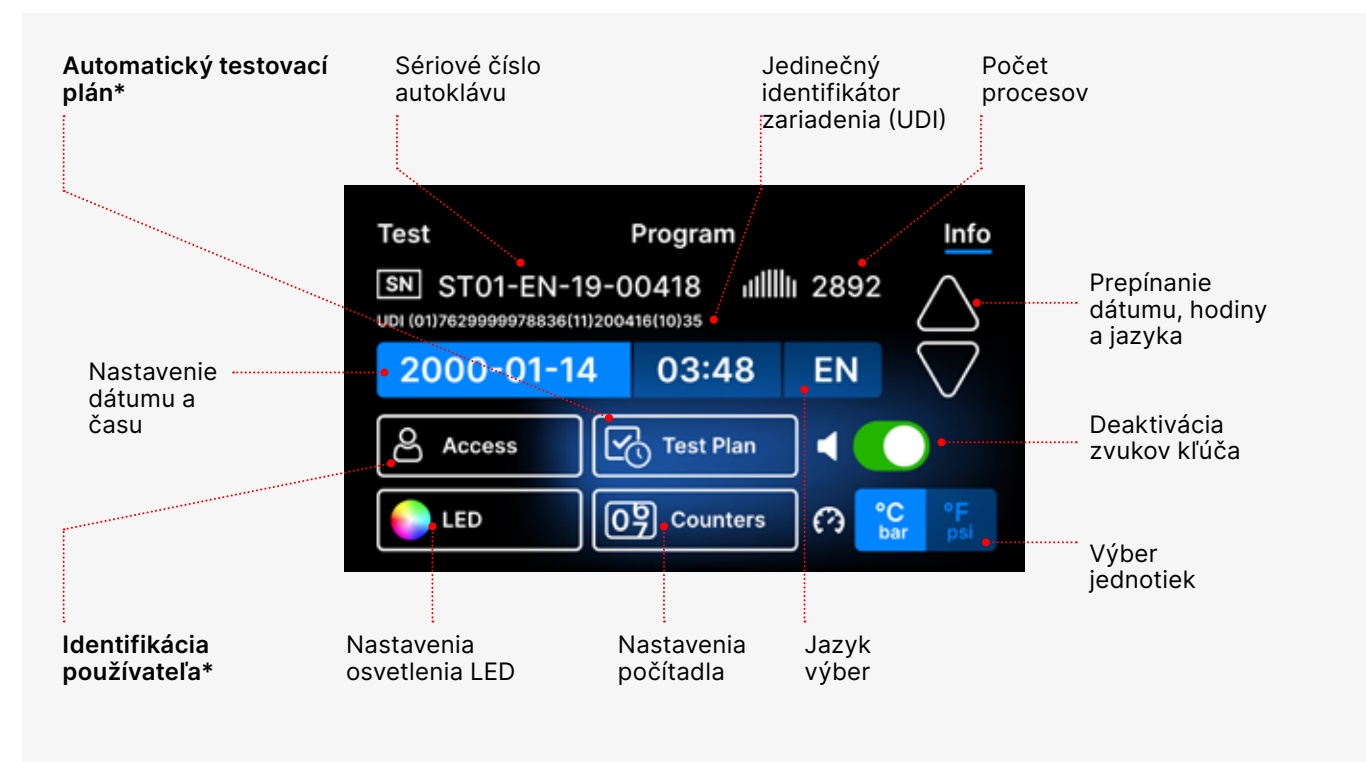 Automatický testovací
plán*
Sériové číslo
autoklávu
Jedinečný
identifikátor
zariadenia (UDI)
Počet
procesov
Test
Program
Info
SN ST01-EN-19-00418
2892
UDI (01)7629999978836(11)200416(10)35
Prepínanie
dátumu, hodiny
a jazyka
Nastavenie
dátumu a
času
2000-01-14
03:48
EN
Access
Test Plan
Deaktivácia
zvukov kľúča
LED
Counters
°C
bar
°F
psi
Výber
jednotiek
Identifikácia
používateľa*
Nastavenia
osvetlenia LED
Nastavenia
počítadla
Jazyk
výber